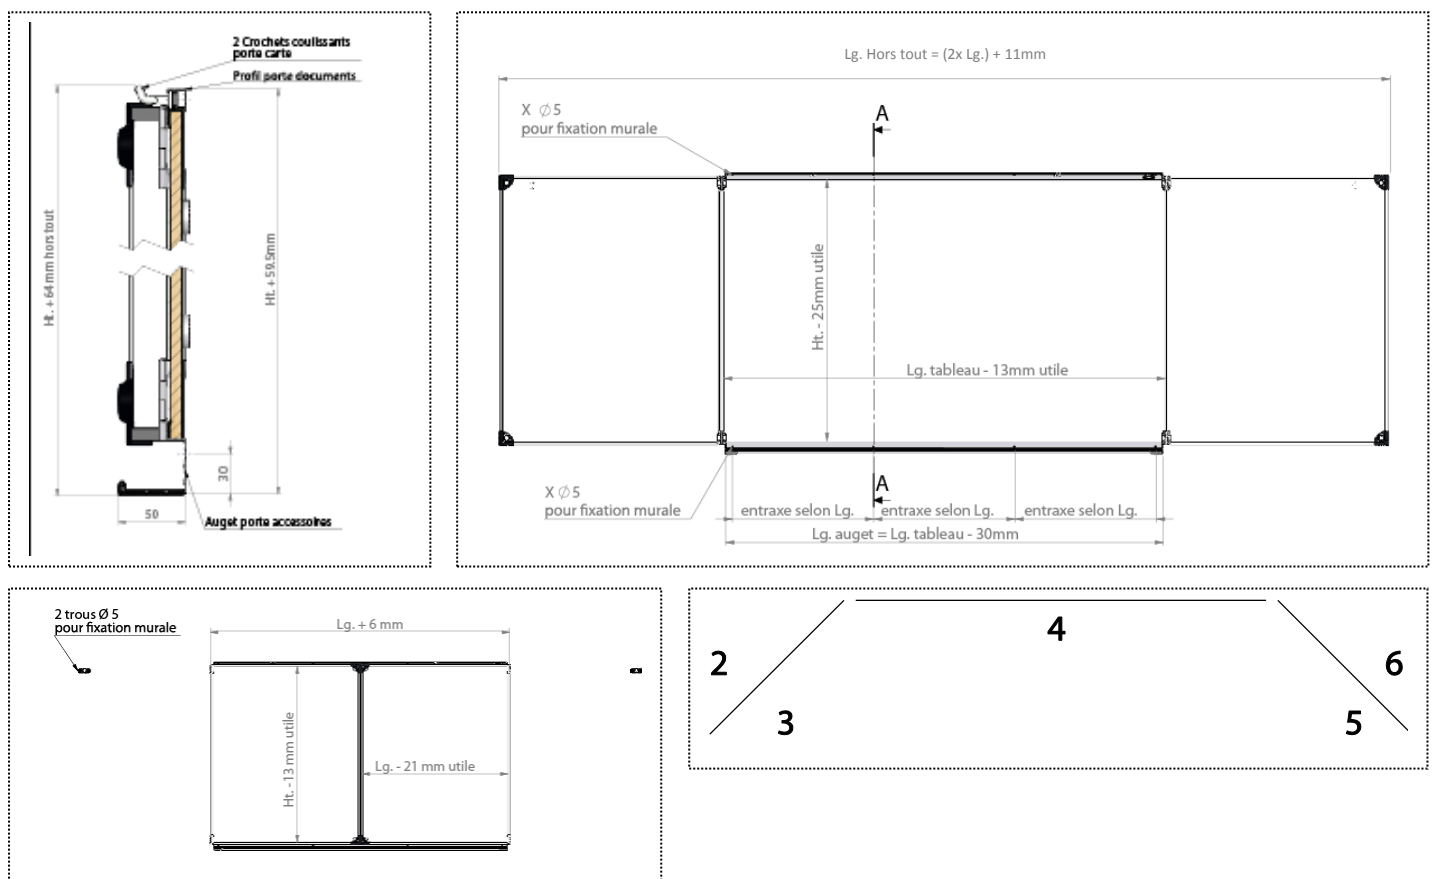 2 Crochets coulissants
porte carte
Profil porte documents
Ht. + 64 mm hors tout
Ht. + 59.5mm
30
50
Auget porte accessoires
Lg. Hors tout = (2x Lg.) + 11mm
X Ø 5
pour fixation murale
A
Ht. - 25mm utile
Lg. tableau - 13mm utile
X Ø 5
pour fixation murale
A
entraxe selon Lg.
entraxe selon Lg.
entraxe selon Lg.
Lg. auget = Lg. tableau - 30mm
2 trous Ø 5
pour fixation murale
Lg. + 6 mm
Ht. - 13 mm utile
Lg. - 21 mm utile
2
3
4
5
6